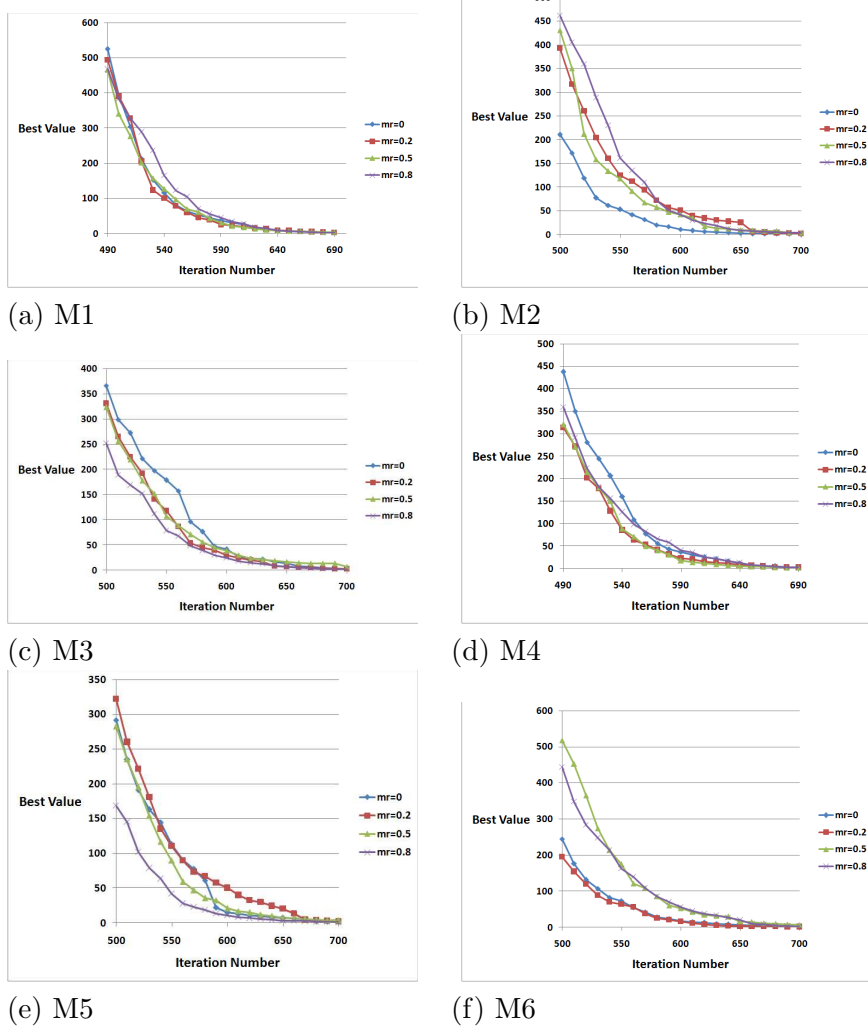 600
500
400
300
200
100
0
Best Value
490 540 590 640 690
Iteration Number
mr=0
mr=0.2
mr=0.5
mr=0.8
(a) M1
450
400
350
300
250
200
150
100
50
0
Best Value
500 550 600 650 700
Iteration Number
mr=0
mr=0.2
mr=0.5
mr=0.8
(b) M2
400
350
300
250
200
150
100
50
0
Best Value
500 550 600 650 700
Iteration Number
mr=0
mr=0.2
mr=0.5
mr=0.8
(c) M3
500
450
400
350
300
250
200
150
100
50
0
Best Value
490 540 590 640 690
Iteration Number
mr=0
mr=0.2
mr=0.5
mr=0.8
(d) M4
350
300
250
200
150
100
50
0
Best Value
500 550 600 650 700
Iteration Number
mr=0
mr=0.2
mr=0.5
mr=0.8
(e) M5
600
500
400
300
200
100
0
Best Value
500 550 600 650 700
Iteration Number
mr=0
mr=0.2
mr=0.5
mr=0.8
(f) M6